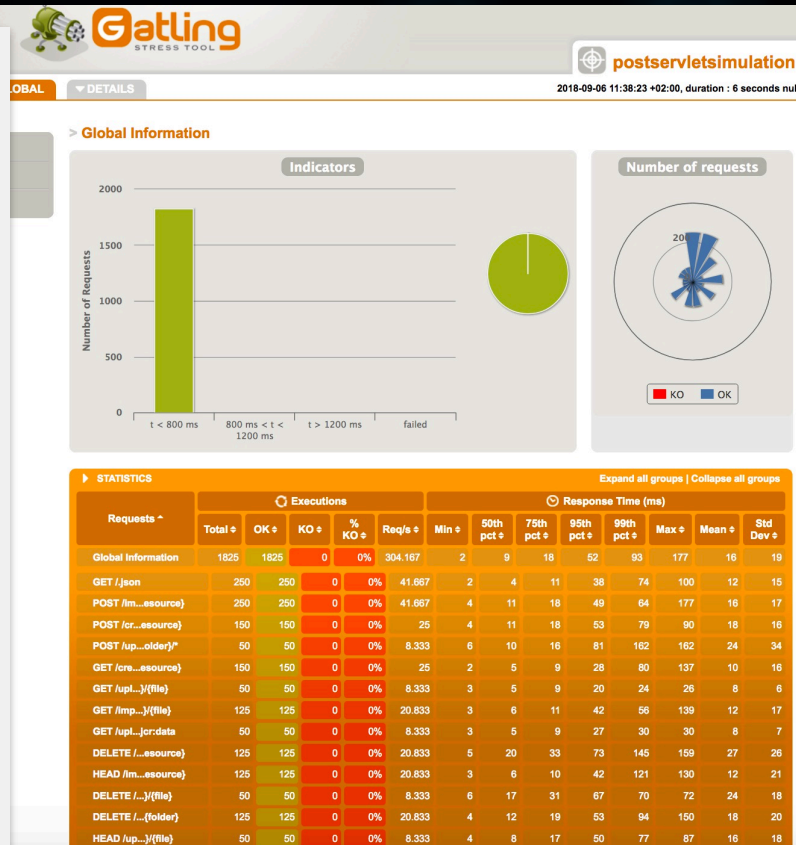 Gatling
STRESS TOOL
postservletsimulation
OBAL
DETAILS
2018-09-06 11:38:23 +02:00, duration : 6 seconds
> Global Information
Indicators
Number of Requests
2000
1500
1000
500
0
t < 800 ms
800 ms < t < 1200 ms
t > 1200 ms
failed
Number of requests
20
KO OK
STATISTICS
Expand all groups | Collapse all groups
Requests Executions Response Time (ms)
Total OK KO % KO Req/s Min 50th pct 75th pct 95th pct 99th pct Max Mean Std Dev
Global Information 1825 1825 0 0% 304.167 2 9 18 52 93 177 16 19
GET /.json 250 250 0 0% 41.667 2 4 11 38 74 100 12 15
POST /im...esource} 250 250 0 0% 41.667 4 11 18 49 64 177 16 17
POST /cr...esource} 150 150 0 0% 25 4 11 18 53 79 90 18 16
POST /up...older}/* 50 50 0 0% 8.333 6 10 16 81 162 162 24 34
GET /cre...esource} 150 150 0 0% 25 2 5 9 28 80 137 10 16
GET /upl...}/{file} 50 50 0 0% 8.333 3 5 9 20 24 26 8 6
GET /imp...}/{file} 125 125 0 0% 20.833 3 6 11 42 56 139 12 17
GET /upl...jcr:data 50 50 0 0% 8.333 3 5 9 27 30 30 8 7
DELETE /...esource} 125 125 0 0% 20.833 5 20 33 73 145 159 27 26
HEAD /im...esource} 125 125 0 0% 20.833 3 6 10 42 121 130 12 21
DELETE /...}/{file} 50 50 0 0% 8.333 6 17 31 67 70 72 24 18
DELETE /...{folder} 125 125 0 0% 20.833 4 12 19 53 94 150 18 20
HEAD /up...}/{file} 50 50 0 0% 8.333 4 8 17 50 77 87 16 18